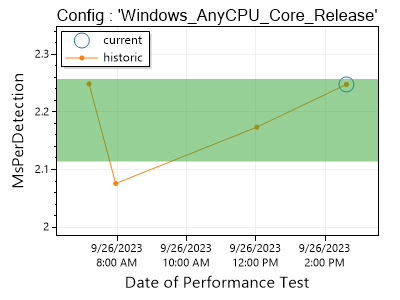 Config : 'Windows_AnyCPU_Core_Release'
current
historic
2.3
2.2
2.1
2
MsPerDetection
9/26/2023 9/26/2023 9/26/2023 9/26/2023
8:00 AM 10:00 AM 12:00 PM 2:00 PM
Date of Performance Test